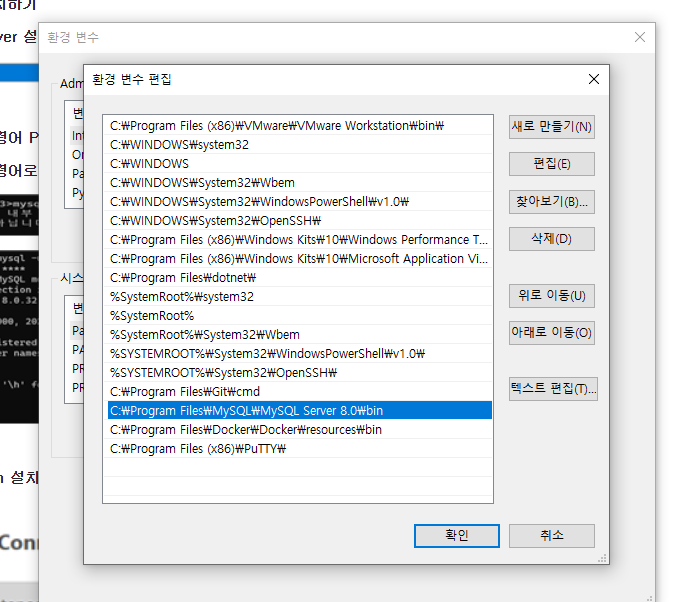 치하기
ver 설
환경 변수
Adm
환경 변수 편집
C:₩Program Files (x86)₩VMware₩VMware Workstation₩bin₩
C:₩WINDOWS₩system32
C:₩WINDOWS
C:₩WINDOWS₩System32₩Wbem
C:₩WINDOWS₩System32₩WindowsPowerShell₩v1.0₩
C:₩WINDOWS₩System32₩OpenSSH₩
C:₩Program Files (x86)₩Windows Kits₩10₩Windows Performance T...
C:₩Program Files (x86)₩Windows Kits₩10₩Microsoft Application Vi...
C:₩Program Files₩dotnet₩
%SystemRoot%₩system32
%SystemRoot%
%SystemRoot%₩System32₩Wbem
%SYSTEMROOT%₩System32₩WindowsPowerShell₩v1.0₩
%SYSTEMROOT%₩System32₩OpenSSH₩
C:₩Program Files₩Git₩cmd
C:₩Program Files₩MySQL₩MySQL Server 8.0₩bin
C:₩Program Files₩Docker₩Docker₩resources₩bin
C:₩Program Files (x86)₩PuTTY₩
새로 만들기(N)
편집(E)
찾아보기(B)...
삭제(D)
위로 이동(U)
아래로 이동(O)
텍스트 편집(T)...
확인
취소
변
Int
On
Pa
Py
시스
변
Pa
PA
PR
PR
령어 P
령어로
3>mysq
내부
아닙니다
mysql -u
****
MySQL m
ection
8.0.32
000, 20
istered
er names
'\h' f
n 설치
Conn